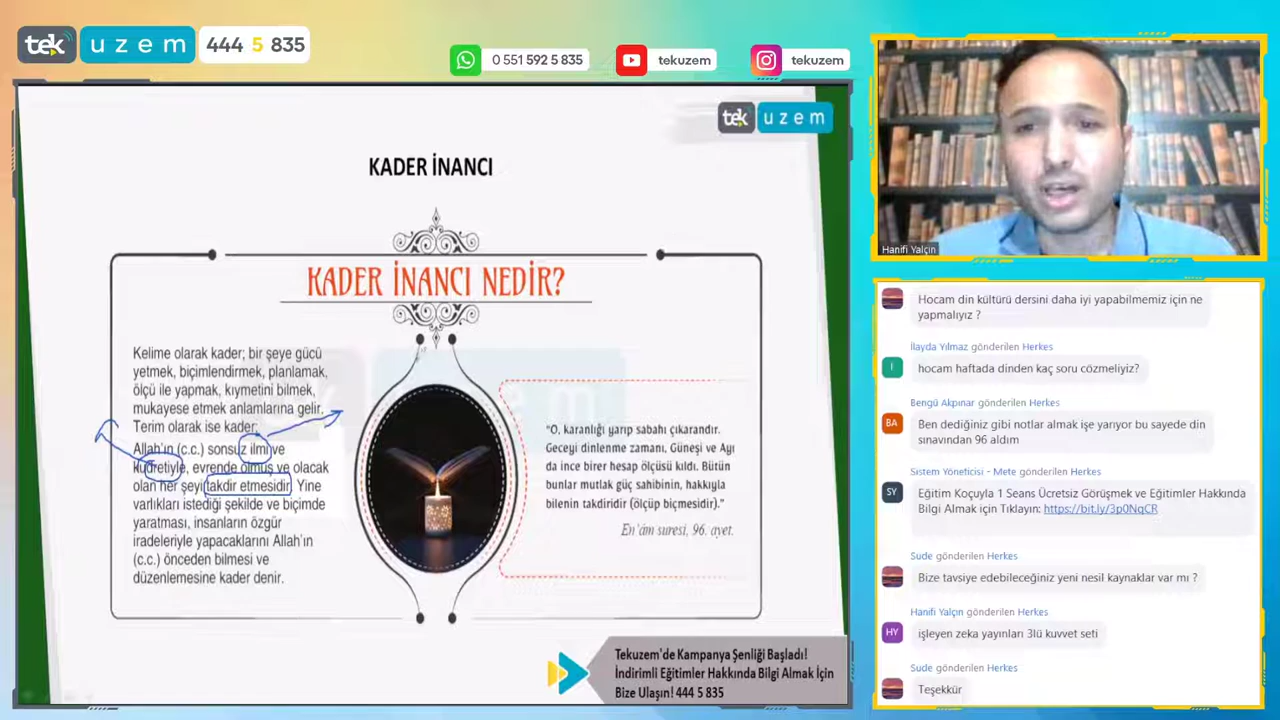 tek uzem 444 5 835
0 551 592 5 835
tekuzem
tekuzem
tek uzem
KADER İNANCI
KADER İNANCI NEDİR?
Kelime olarak kader; bir şeye gücü
yetmek, biçimlendirmek, planlamak,
ölçü ile yapmak, kıymetini bilmek,
mukayese etmek anlamlarına gelir.
Terim olarak ise kader;
Allah'ın (c.c.) sonsuz ilmi ve
kudretiyle, evrende olmuş ve olacak
olan her şeyi takdir etmesidir. Yine
varlıkları istediği şekilde ve biçimde
yaratması, insanların özgür
iradeleriyle yapacaklarını Allah'ın
(c.c.) önceden bilmesi ve
düzenlemesine kader denir.
"O, karanlığı yarıp sabahı çıkarandır.
Geceyi dinlenme zamanı, Güneşi ve Ayı
da ince birer hesap ölçüsü kıldı. Bütün
bunlar mutlak güç sahibinin, hakkıyla
bilenin takdiridir (ölçüp biçmesidir)."
En'âm suresi, 96. ayet.
Tekuzem'de Kampanya Şenliği Başladı!
İndirimli Eğitimler Hakkında Bilgi Almak İçin
Bize Ulaşın! 444 5 835
Hanifi Yalçın
Hocam din kültürü dersini daha iyi yapabilmemiz için ne
yapmalıyız ?
İlayda Yılmaz gönderilen Herkes
İ
hocam haftada dinden kaç soru çözmeliyiz?
Bengü Akpınar gönderilen Herkes
BA
Ben dediğiniz gibi notlar almak işe yarıyor bu sayede din
sınavından 96 aldım
Sistem Yöneticisi - Mete gönderilen Herkes
SY
Eğitim Koçuyla 1 Seans Ücretsiz Görüşmek ve Eğitimler Hakkında
Bilgi Almak için Tıklayın: https://bit.ly/3p0NqCR
Sude gönderilen Herkes
Bize tavsiye edebileceğiniz yeni nesil kaynaklar var mı ?
Hanifi Yalçın gönderilen Herkes
HY
işleyen zeka yayınları 3lü kuvvet seti
Sude gönderilen Herkes
Teşekkür